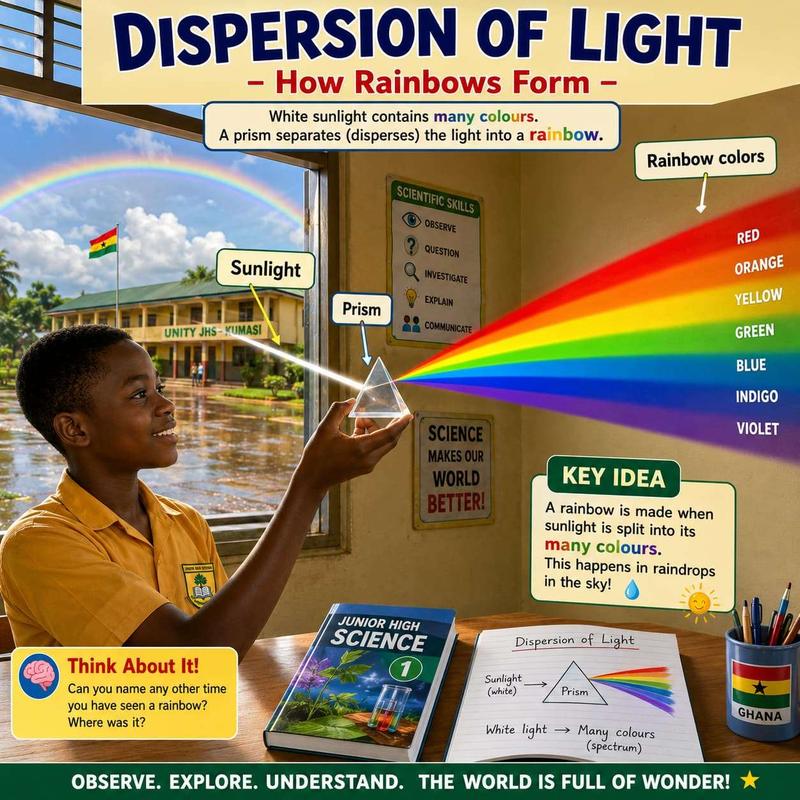 DISPERSION OF LIGHT
– How Rainbows Form –
White sunlight contains many colours.
A prism separates (disperses) the light into a rainbow.
Rainbow colors
SCIENTIFIC SKILLS
OBSERVE
QUESTION
INVESTIGATE
EXPLAIN
COMMUNICATE
Sunlight
Prism
UNITY JHS - KUMASI
RED
ORANGE
YELLOW
GREEN
BLUE
INDIGO
VIOLET
SCIENCE
MAKES OUR
WORLD
BETTER!
KEY IDEA
A rainbow is made when
sunlight is split into its
many colours.
This happens in raindrops
in the sky!
Think About It!
Can you name any other time
you have seen a rainbow?
Where was it?
JUNIOR HIGH
SCIENCE
1
Dispersion of Light
Sunlight
(white)
Prism
White light → Many colours
(spectrum)
GHANA
OBSERVE. EXPLORE. UNDERSTAND. THE WORLD IS FULL OF WONDER!